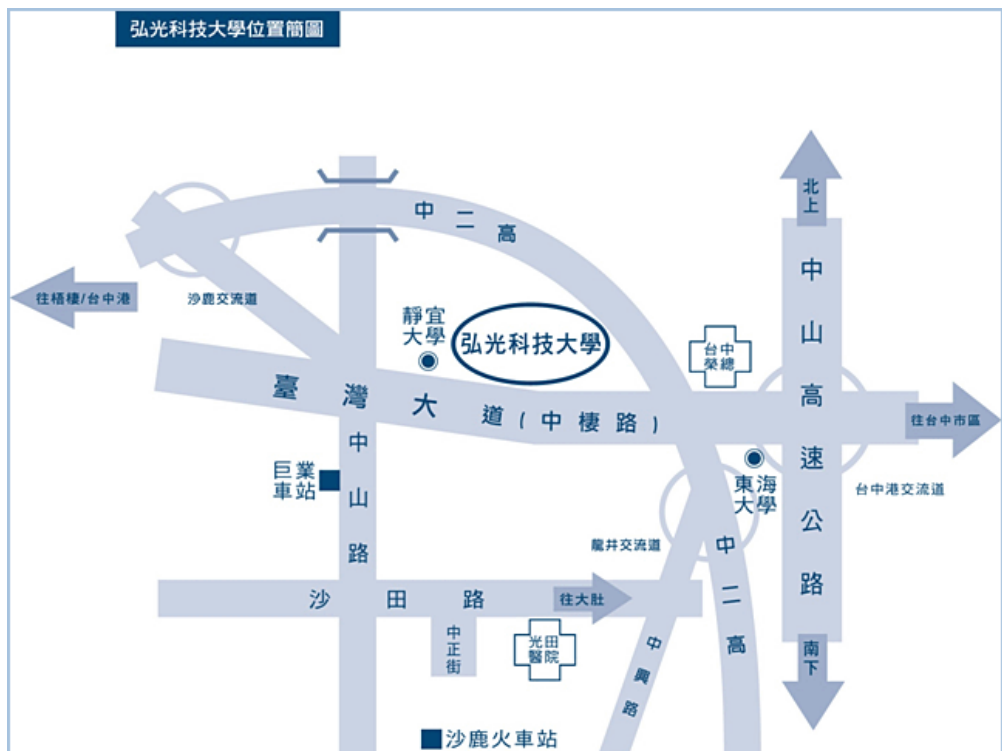 弘光科技大學位置簡圖
北上
中二高
中山高速公路
往梧棲/台中港
沙鹿交流道
靜宜
大學
弘光科技大學
台中
榮總
臺灣大道(中棲路)
往台中市區
巨業
車站
中山路
東海
大學
台中港交流道
龍井交流道
中二高
沙田路
往大肚
中正街
光田
醫院
中興路
南下
沙鹿火車站